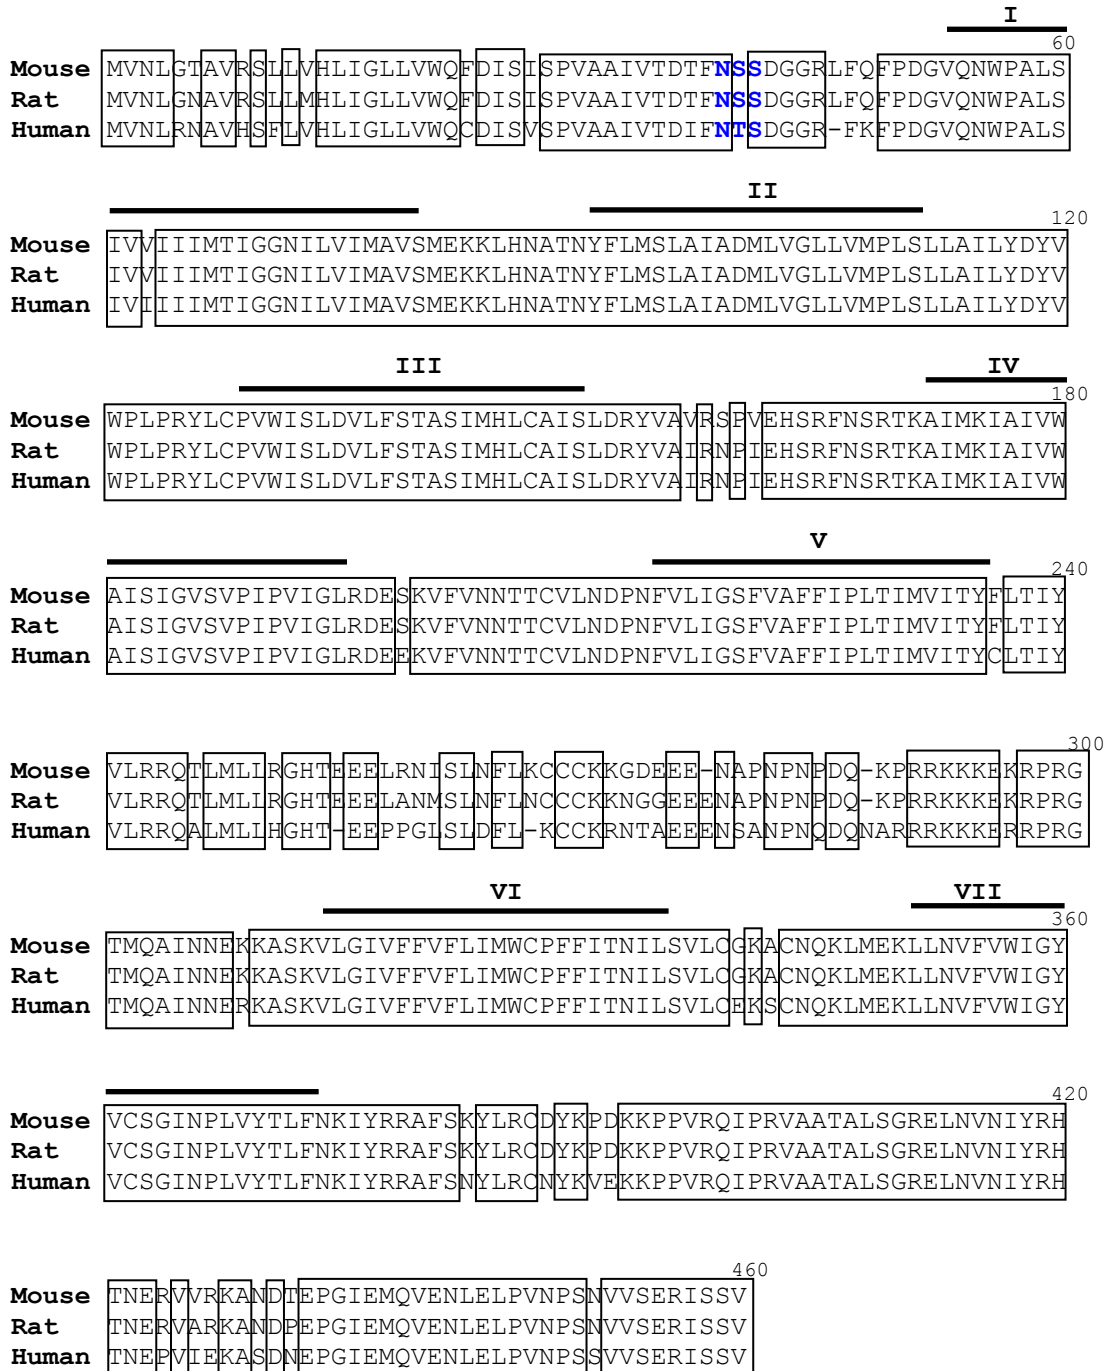 I
60
Mouse MVNLGTAVRSLLVHLIGLLVWQFDISISPVAAIVTDTFNSSDGGRLFQFPDGVQNWPALS
Rat MVNLGNAVRSLLMHLIGLLVWQFDISISPVAAIVTDTFNSSDGGRLFQFPDGVQNWPALS
Human MVNLRNAVHSFLVHLIGLLVWQCDISVSPVAAIVTDIFNTSDGGR-FKFPDGVQNWPALS
II
120
Mouse IVVIIIMTIGGNILVIMAVSMEKKLHNATNYFLMSLAIADMLVGLLVMPLSLLAILYDYV
Rat IVVIIIMTIGGNILVIMAVSMEKKLHNATNYFLMSLAIADMLVGLLVMPLSLLAILYDYV
Human IVIIIIMTIGGNILVIMAVSMEKKLHNATNYFLMSLAIADMLVGLLVMPLSLLAILYDYV
III IV
180
Mouse WPLPRYLCPVWISLDVLFSTASIMHLCAISLDRYVAVRSPVEHSRFNSRTKAIMKIAIVW
Rat WPLPRYLCPVWISLDVLFSTASIMHLCAISLDRYVAIRNPIEHSRFNSRTKAIMKIAIVW
Human WPLPRYLCPVWISLDVLFSTASIMHLCAISLDRYVAIRNPIEHSRFNSRTKAIMKIAIVW
V
240
Mouse AISIGVSVPIPVIGLRDESKVFVNNTTCVLNDPNFVLIGSFVAFFIPLTIMVITYFLTIY
Rat AISIGVSVPIPVIGLRDESKVFVNNTTCVLNDPNFVLIGSFVAFFIPLTIMVITYFLTIY
Human AISIGVSVPIPVIGLRDEEKVFVNNTTCVLNDPNFVLIGSFVAFFIPLTIMVITYCLTIY
300
Mouse VLRRQTLMLLRGHTEEELRNISLNFLKCCCKKGDEEE-NAPNPNPDQ-KPRRKKKEKRPRG
Rat VLRRQTLMLLRGHTEEELANMSLNFLNCCCKKNGGEEENAPNPNPDQ-KPRRKKKEKRPRG
Human VLRRQALMLLHGHT-EEPPGLSLDFL-KCCKRNTAEEENSANPNQDQNARRRKKKERRPRG
VI VII
360
Mouse TMQAINNEKKASKVLGIVFFVFLIMWCPFFITNILSVLCGKACNQKLMEKLLNVFVWIGY
Rat TMQAINNEKKASKVLGIVFFVFLIMWCPFFITNILSVLCGKACNQKLMEKLLNVFVWIGY
Human TMQAINNERKASKVLGIVFFVFLIMWCPFFITNILSVLCEKSCNQKLMEKLLNVFVWIGY
420
Mouse VCSGINPLVYTLFNKIYRRAFSKYLRCDYKPDKKPPVRQIPRVAATALSGRELNVNIYRH
Rat VCSGINPLVYTLFNKIYRRAFSKYLRCDYKPDKKPPVRQIPRVAATALSGRELNVNIYRH
Human VCSGINPLVYTLFNKIYRRAFSNYLRCNYKVEKKPPVRQIPRVAATALSGRELNVNIYRH
460
Mouse TNERVVRKANDTEPGIEMQVENLELPVNPSNVVSERISSV
Rat TNERVARKANDPEPGIEMQVENLELPVNPSNVVSERISSV
Human TNEPVIEKASDNEPGIEMQVENLELPVNPSSVVSERISSV